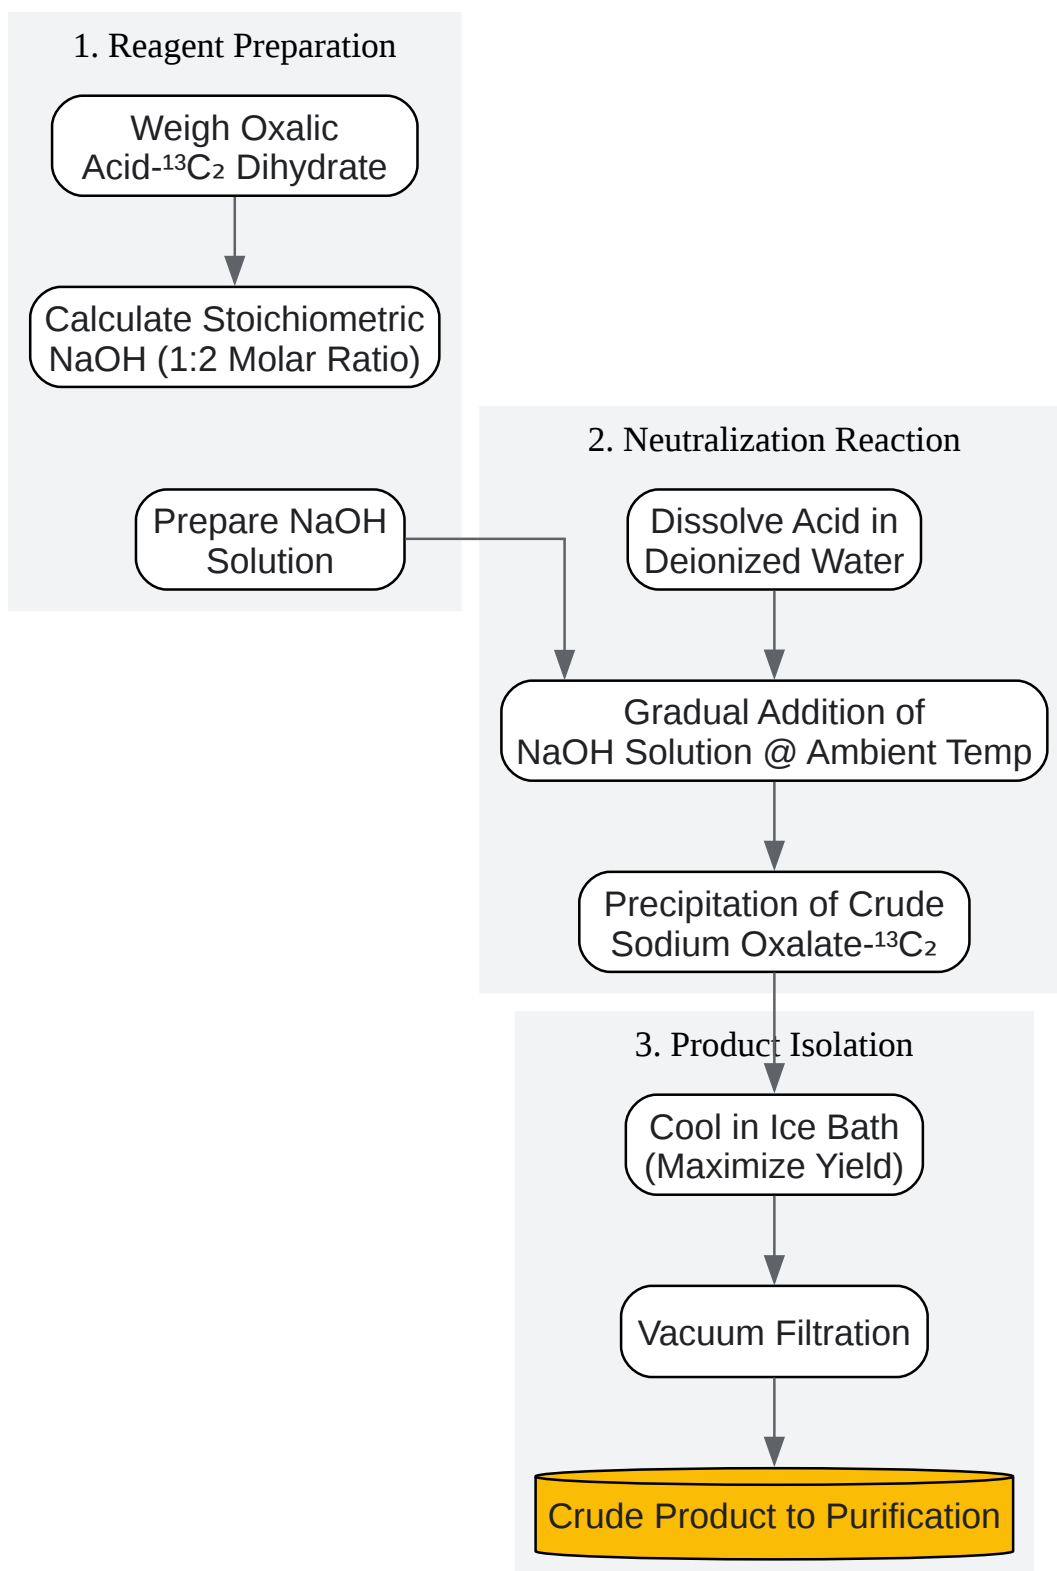 1. Reagent Preparation
Weigh Oxalic
Acid-¹³C₂ Dihydrate
Calculate Stoichiometric
NaOH (1:2 Molar Ratio)
Prepare NaOH
Solution
2. Neutralization Reaction
Dissolve Acid in
Deionized Water
Gradual Addition of
NaOH Solution @ Ambient Temp
Precipitation of Crude
Sodium Oxalate-¹³C₂
3. Product Isolation
Cool in Ice Bath
(Maximize Yield)
Vacuum Filtration
Crude Product to Purification